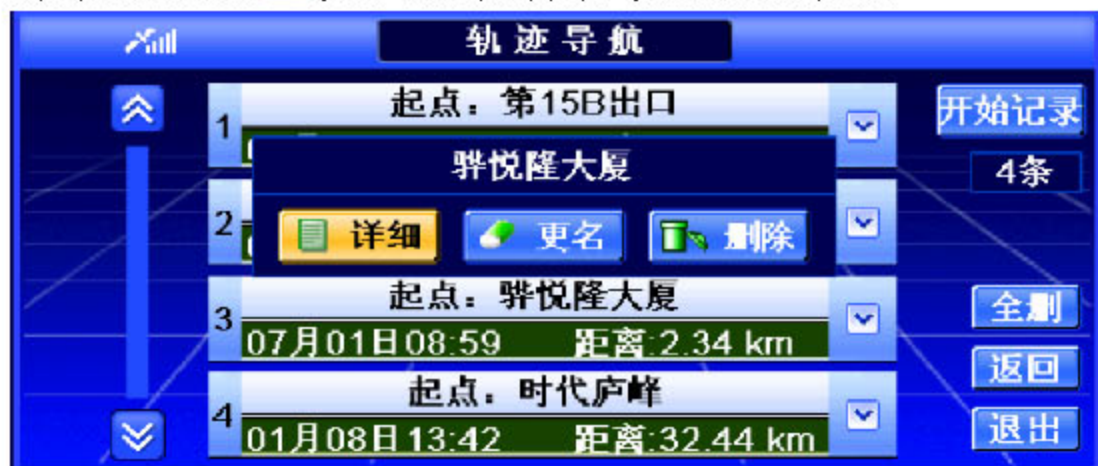 轨迹导航
1
起点：第15B出口
开始记录
骅悦隆大厦
4条
2
详细 更名 删除
3
起点：骅悦隆大厦
07月01日08:59 距离:2.34 km
全删
返回
4
起点：时代庐峰
01月08日13:42 距离:32.44 km
退出